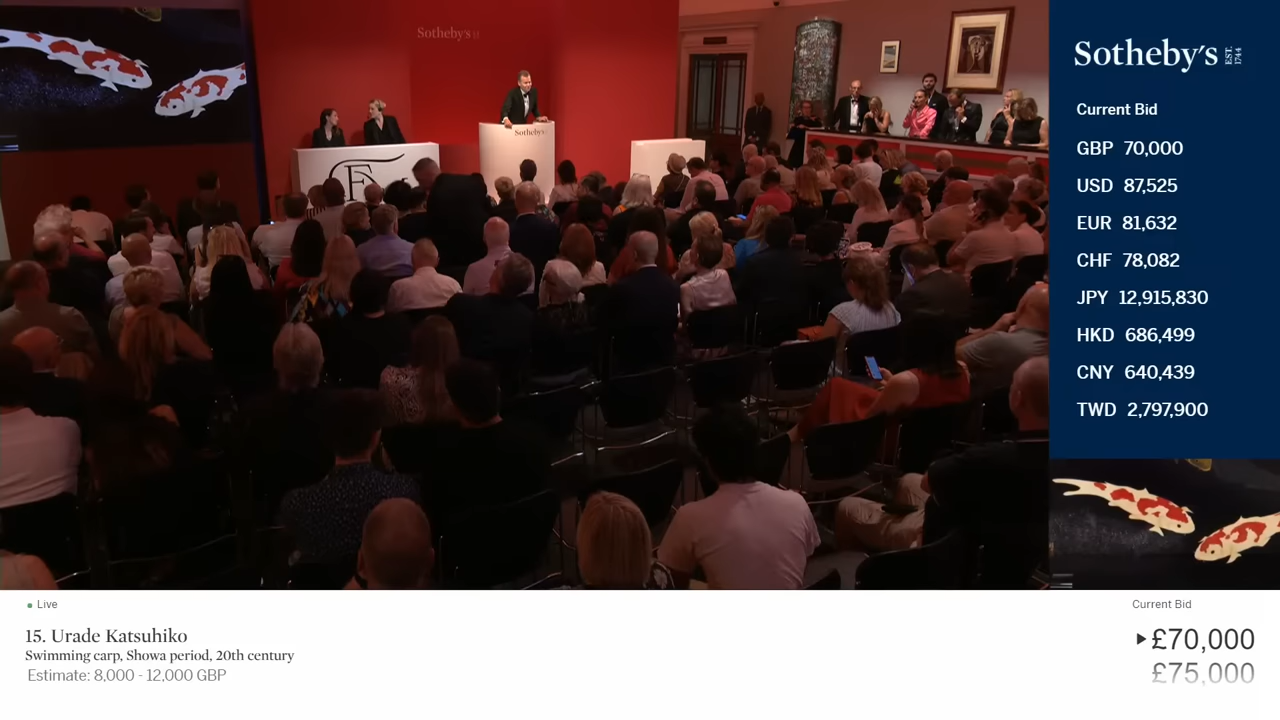 Sotheby's
Sotheby's
F
Sotheby's EST. 1744
Current Bid
GBP 70,000
USD 87,525
EUR 81,632
CHF 78,082
JPY 12,915,830
HKD 686,499
CNY 640,439
TWD 2,797,900
Live
15. Urade Katsuhiko
Swimming carp, Showa period, 20th century
Estimate: 8,000 - 12,000 GBP
Current Bid
£70,000
£75,000